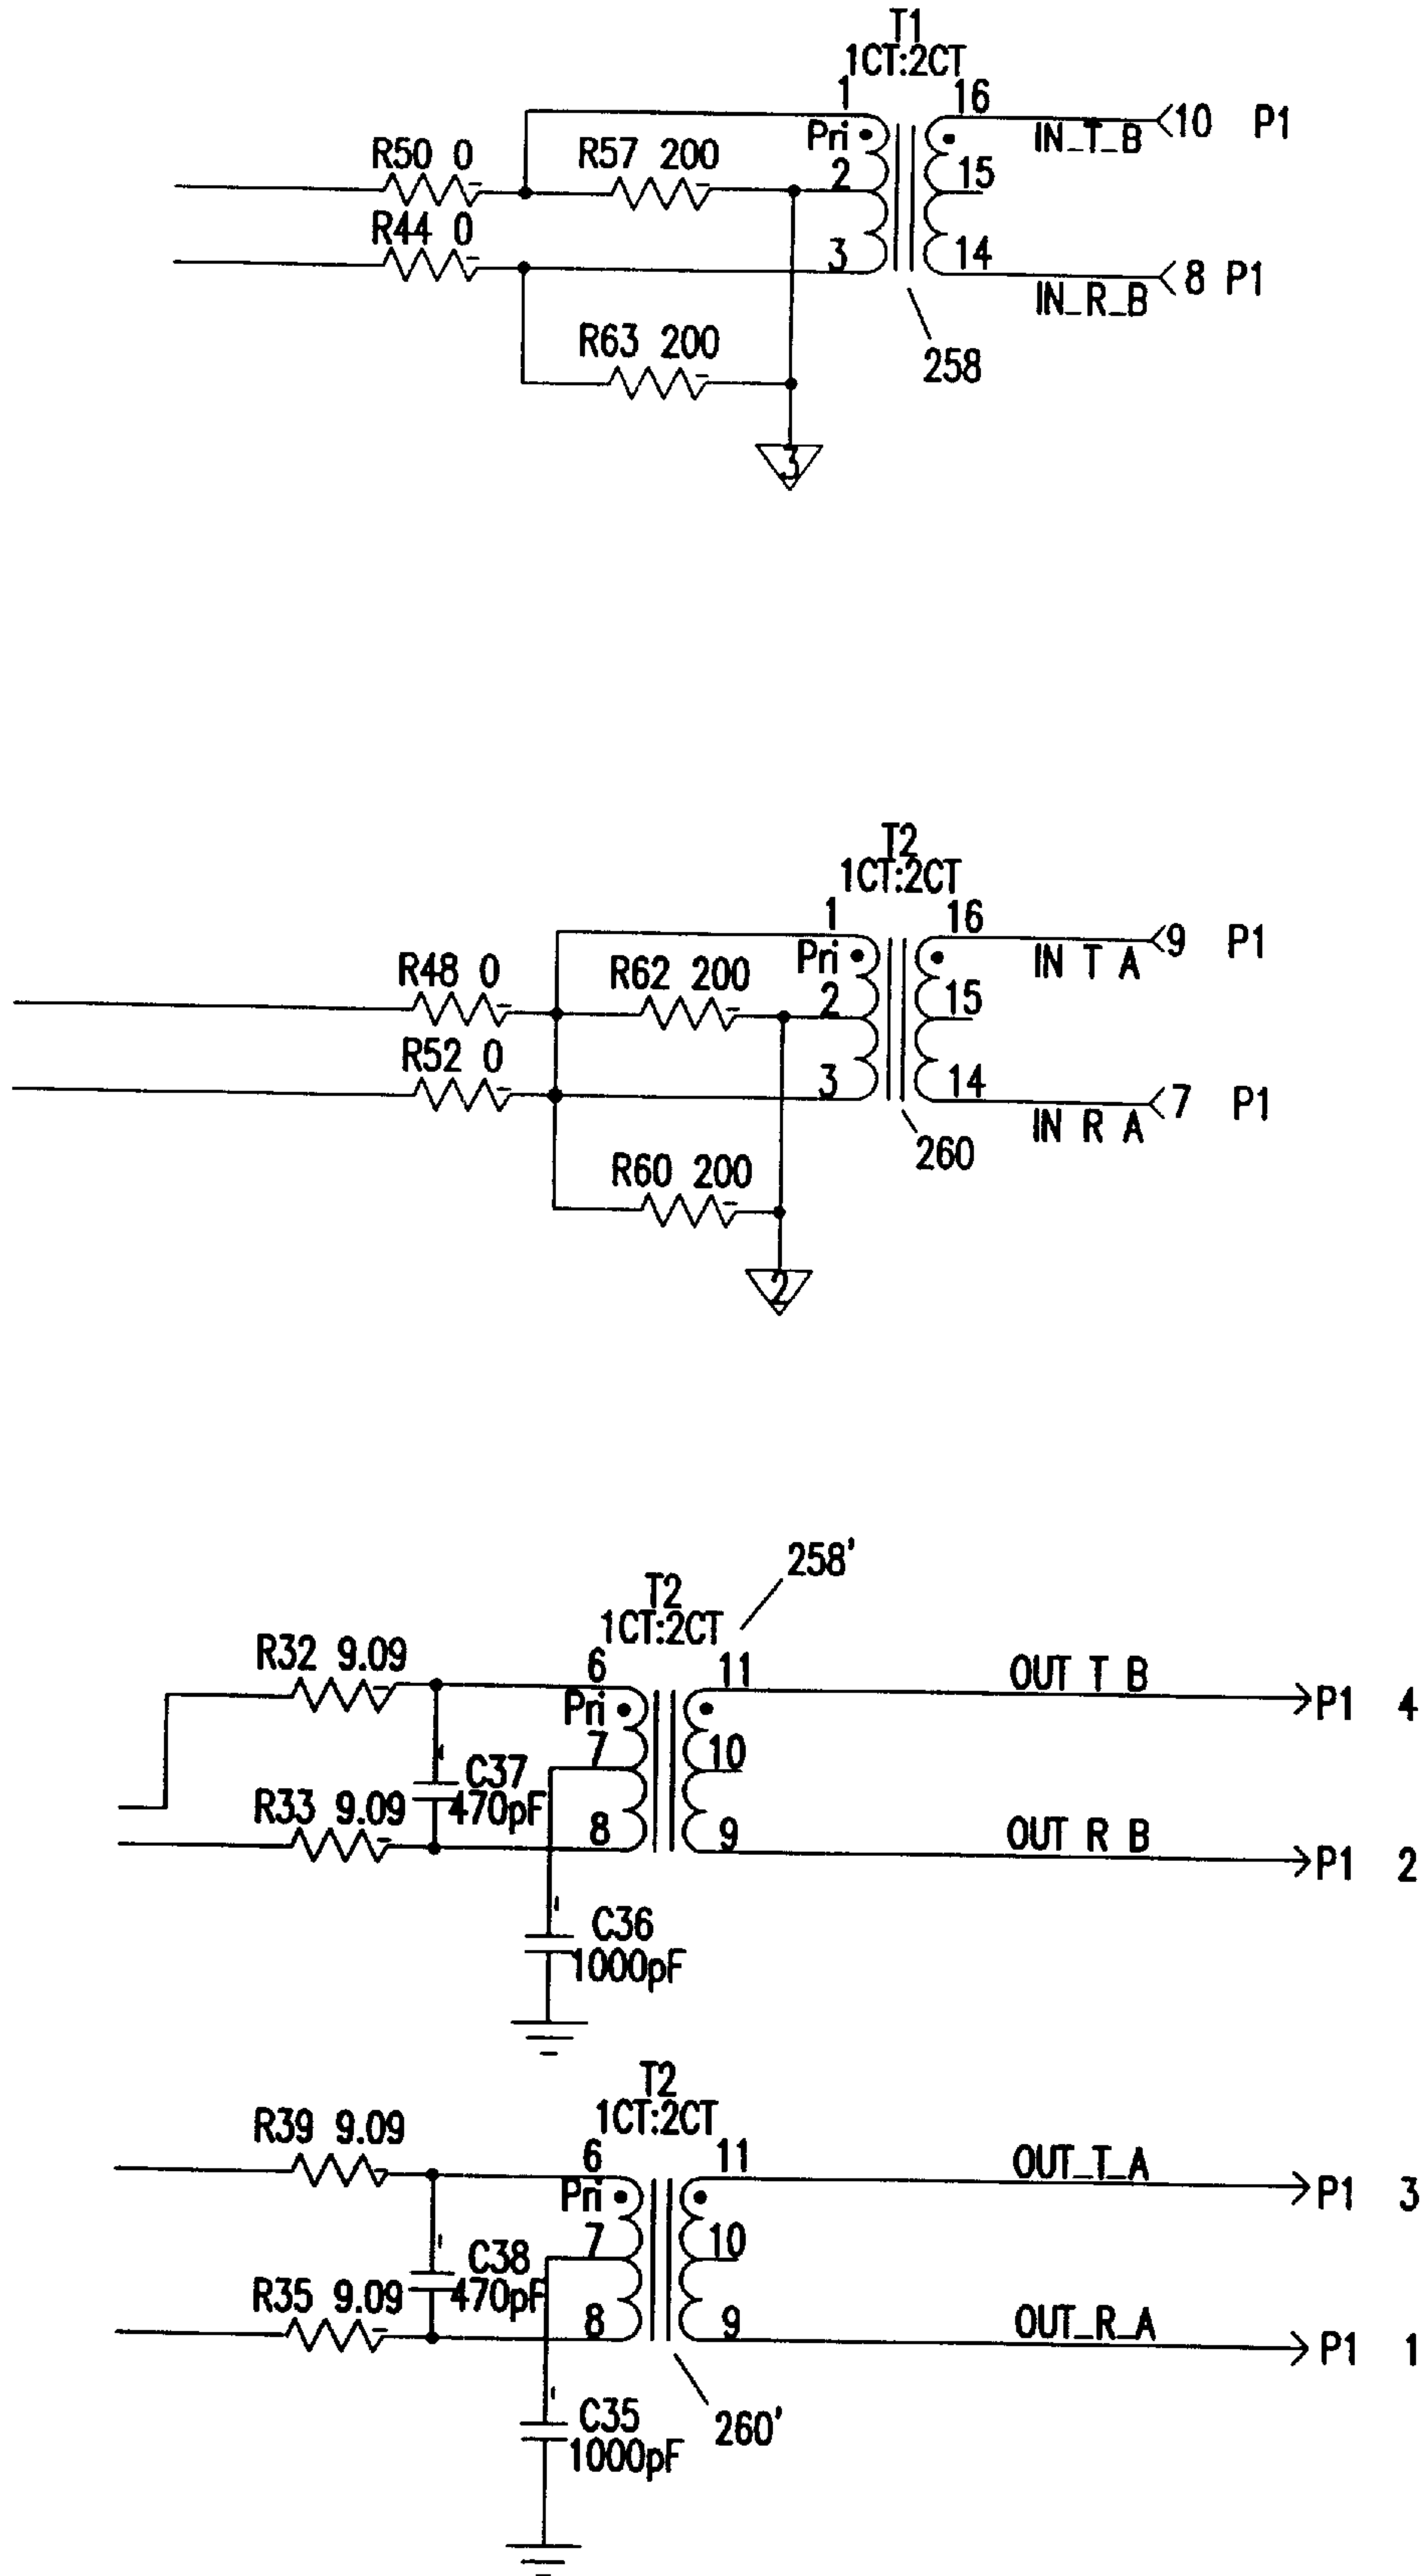 T1
1CT:2CT
1 16
Pri IN_T_B 10 P1
R50 0 R57 200 2 15
R44 0 3 14 8 P1
IN_R_B
R63 200 258
3
T2
1CT:2CT
1 16 9 P1
Pri IN T A
R48 0 R62 200 2 15
R52 0 3 14 7 P1
IN R A
260
R60 200
2
258'
T2
1CT:2CT
R32 9.09 6 11 OUT T B
Pri P1 4
7 10
C37
R33 9.09 470pF 8 9 OUT R B
P1 2
C36
1000pF
T2
1CT:2CT
R39 9.09 6 11 OUT_T_A
Pri P1 3
7 10
C38
R35 9.09 470pF 8 9 OUT_R_A
P1 1
C35 260'
1000pF